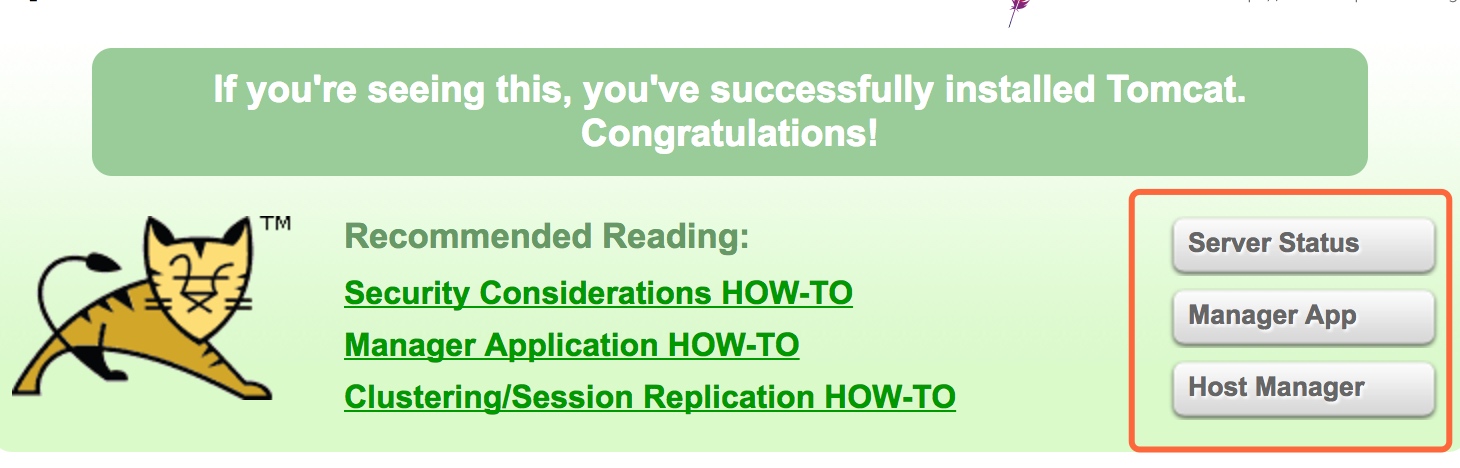 If you're seeing this, you've successfully installed Tomcat.
Congratulations!
TM
Recommended Reading:
Security Considerations HOW-TO
Manager Application HOW-TO
Clustering/Session Replication HOW-TO
Server Status
Manager App
Host Manager